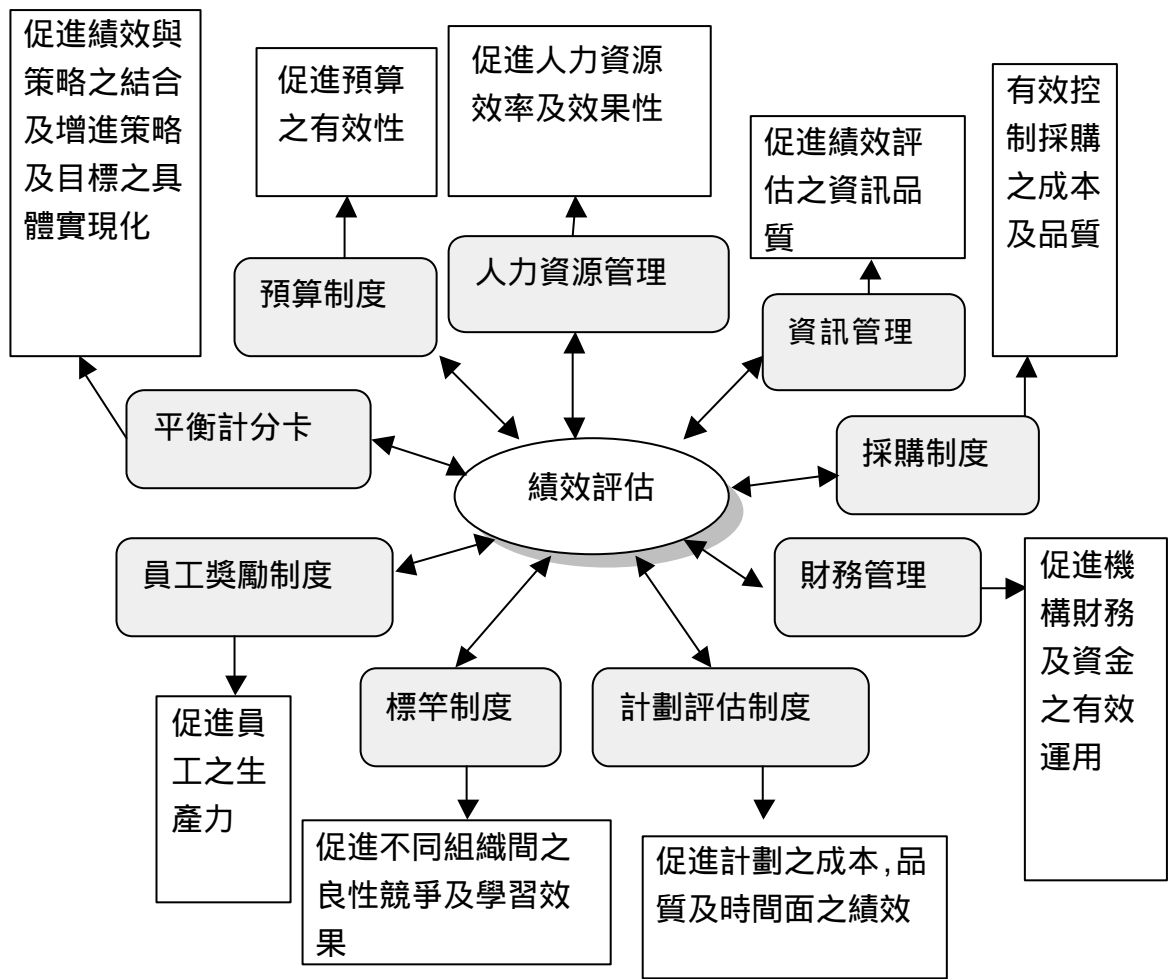 促進績效與
策略之結合
及增進策略
及目標之具
體實現化
促進預算
之有效性
促進人力資源
效率及效果性
促進績效評
估之資訊品
質
有效控
制採購
之成本
及品質
預算制度
人力資源管理
資訊管理
平衡計分卡
採購制度
績效評估
員工獎勵制度
財務管理
促進機
構財務
及資金
之有效
運用
標竿制度
計劃評估制度
促進員
工之生
產力
促進不同組織間之
良性競爭及學習效
果
促進計劃之成本,品
質及時間面之績效